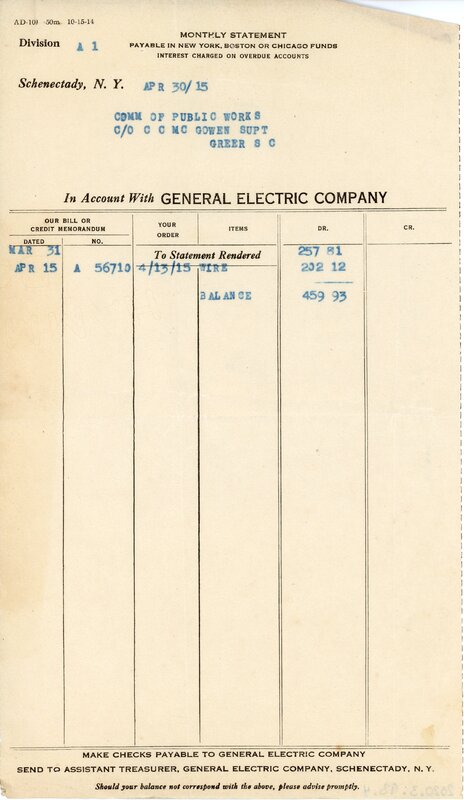 AD-109 50m. 10-15-14
MONTHLY STATEMENT
Division A 1
PAYABLE IN NEW YORK, BOSTON OR CHICAGO FUNDS
INTEREST CHARGED ON OVERDUE ACCOUNTS
Schenectady, N. Y. APR 30/15
COMM OF PUBLIC WORKS
C/O C C MC GOWEN SUPT
GREER S C
In Account With GENERAL ELECTRIC COMPANY
OUR BILL OR CREDIT MEMORANDUM YOUR ORDER ITEMS DR. CR.
DATED NO.
MAR 31 To Statement Rendered 257 81
APR 15 A 56710 4/13/15 WIRE 202 12
BALANCE 459 93
MAKE CHECKS PAYABLE TO GENERAL ELECTRIC COMPANY
SEND TO ASSISTANT TREASURER, GENERAL ELECTRIC COMPANY, SCHENECTADY, N. Y.
Should your balance not correspond with the above, please advise promptly.